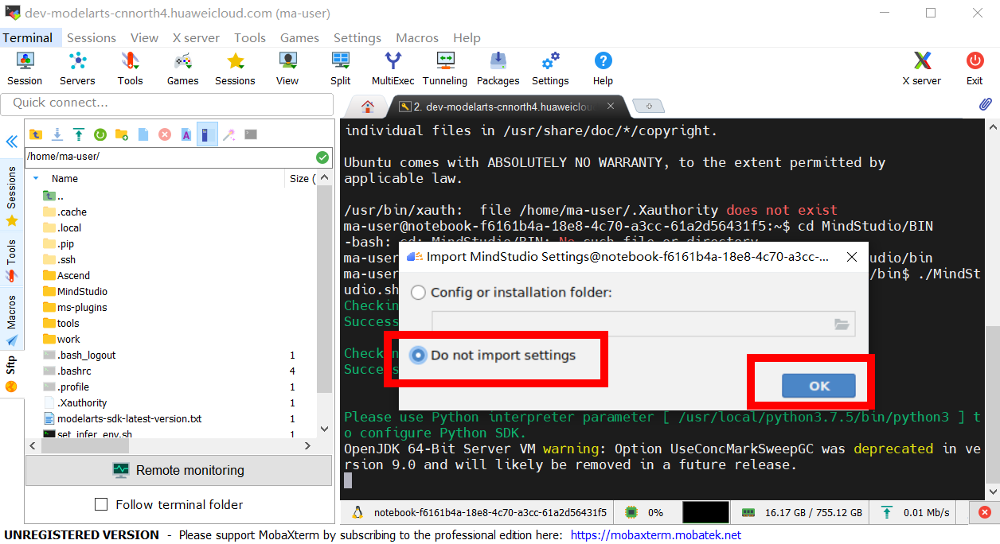 dev-modelarts-cnnorth4.huaweicloud.com (ma-user)
Terminal Sessions View X server Tools Games Settings Macros Help
Session Servers Tools Games Sessions View Split MultiExec Tunneling Packages Settings Help X server Exit
Quick connect...
2. dev-modelarts-cnnorth4.huaweiclou
Sessions
Tools
Macros
Sftp
/home/ma-user/
Name Size (
..
.cache
.local
.pip
.ssh
Ascend
MindStudio
ms-plugins
tools
work
.bash_logout 1
.bashrc 4
.profile 1
.Xauthority 1
modelarts-sdk-latest-version.txt 1
set_infer_env.sh 1
Remote monitoring
Follow terminal folder
individual files in /usr/share/doc/*/copyright.
Ubuntu comes with ABSOLUTELY NO WARRANTY, to the extent permitted by
applicable law.
/usr/bin/xauth:  file /home/ma-user/.Xauthority does not exist
ma-user@notebook-f6161b4a-18e8-4c70-a3cc-61a2d56431f5:~$ cd MindStudio/BIN
-bash: cd: MindStudio/BIN: No such file or directory
ma-user udio/bin
ma-user /bin$ ./MindSt
udio.sh
Checkin
Success
Checkin
Success
Import MindStudio Settings@notebook-f6161b4a-18e8-4c70-a3cc-...
Config or installation folder:
Do not import settings
OK
Please use Python interpreter parameter [ /usr/local/python3.7.5/bin/python3 ] t
o configure Python SDK.
OpenJDK 64-Bit Server VM warning: Option UseConcMarkSweepGC was deprecated in ve
rsion 9.0 and will likely be removed in a future release.
notebook-f6161b4a-18e8-4c70-a3cc-61a2d56431f5 0% 16.17 GB / 755.12 GB 0.01 Mb/s
UNREGISTERED VERSION - Please support MobaXterm by subscribing to the professional edition here: https://mobaxterm.mobatek.net